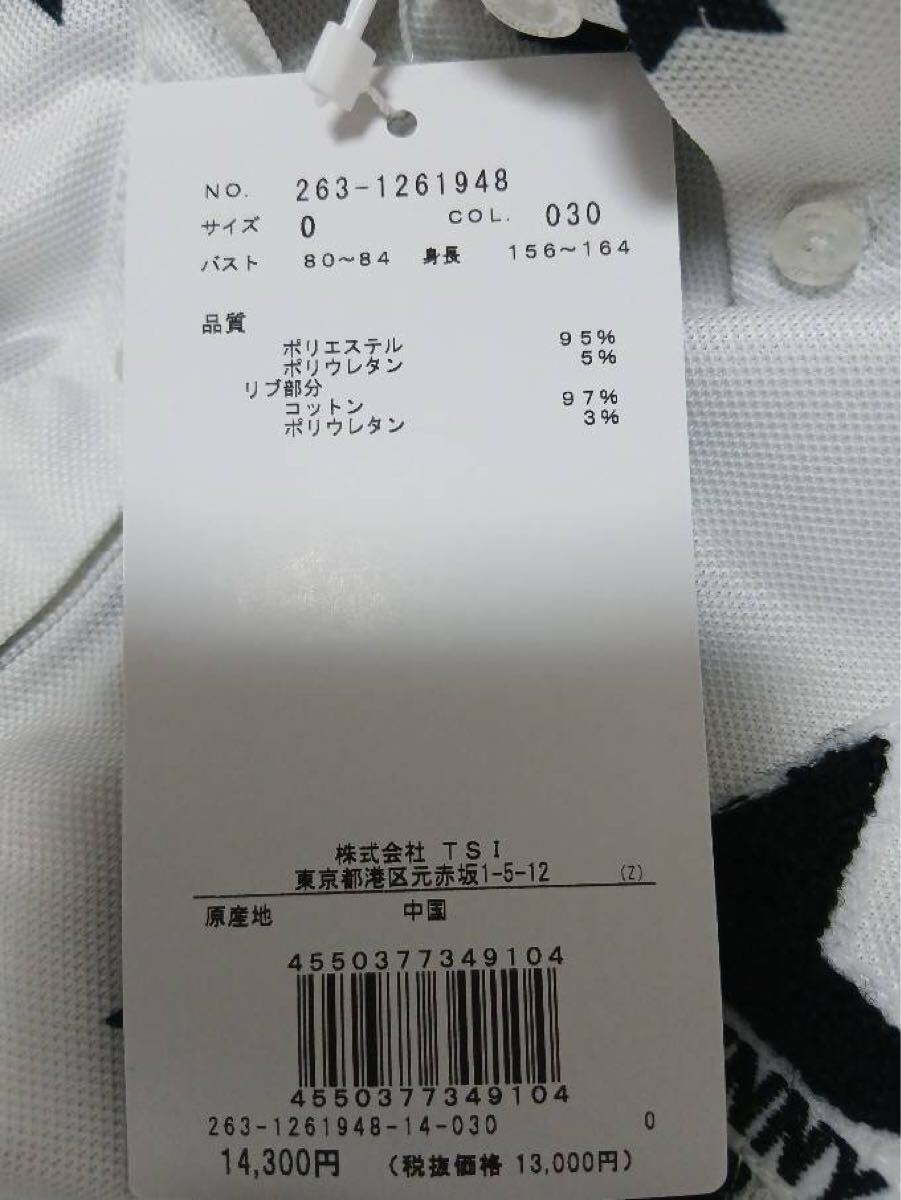 NO. 263-1261948
サイズ 0 COL. 030
バスト 80~84 身長 156~164
品質
ポリエステル 95%
ポリウレタン 5%
リブ部分
コットン 97%
ポリウレタン 3%
株式会社 TSI
東京都港区元赤坂1-5-12 (Z)
原産地 中国
4550377349104
4550377349104
263-1261948-14-030 0
14,300円 (税抜価格 13,000円)